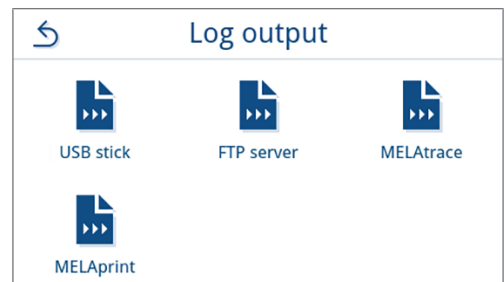 Log output
USB stick
FTP server
MELAtrace
MELAprint